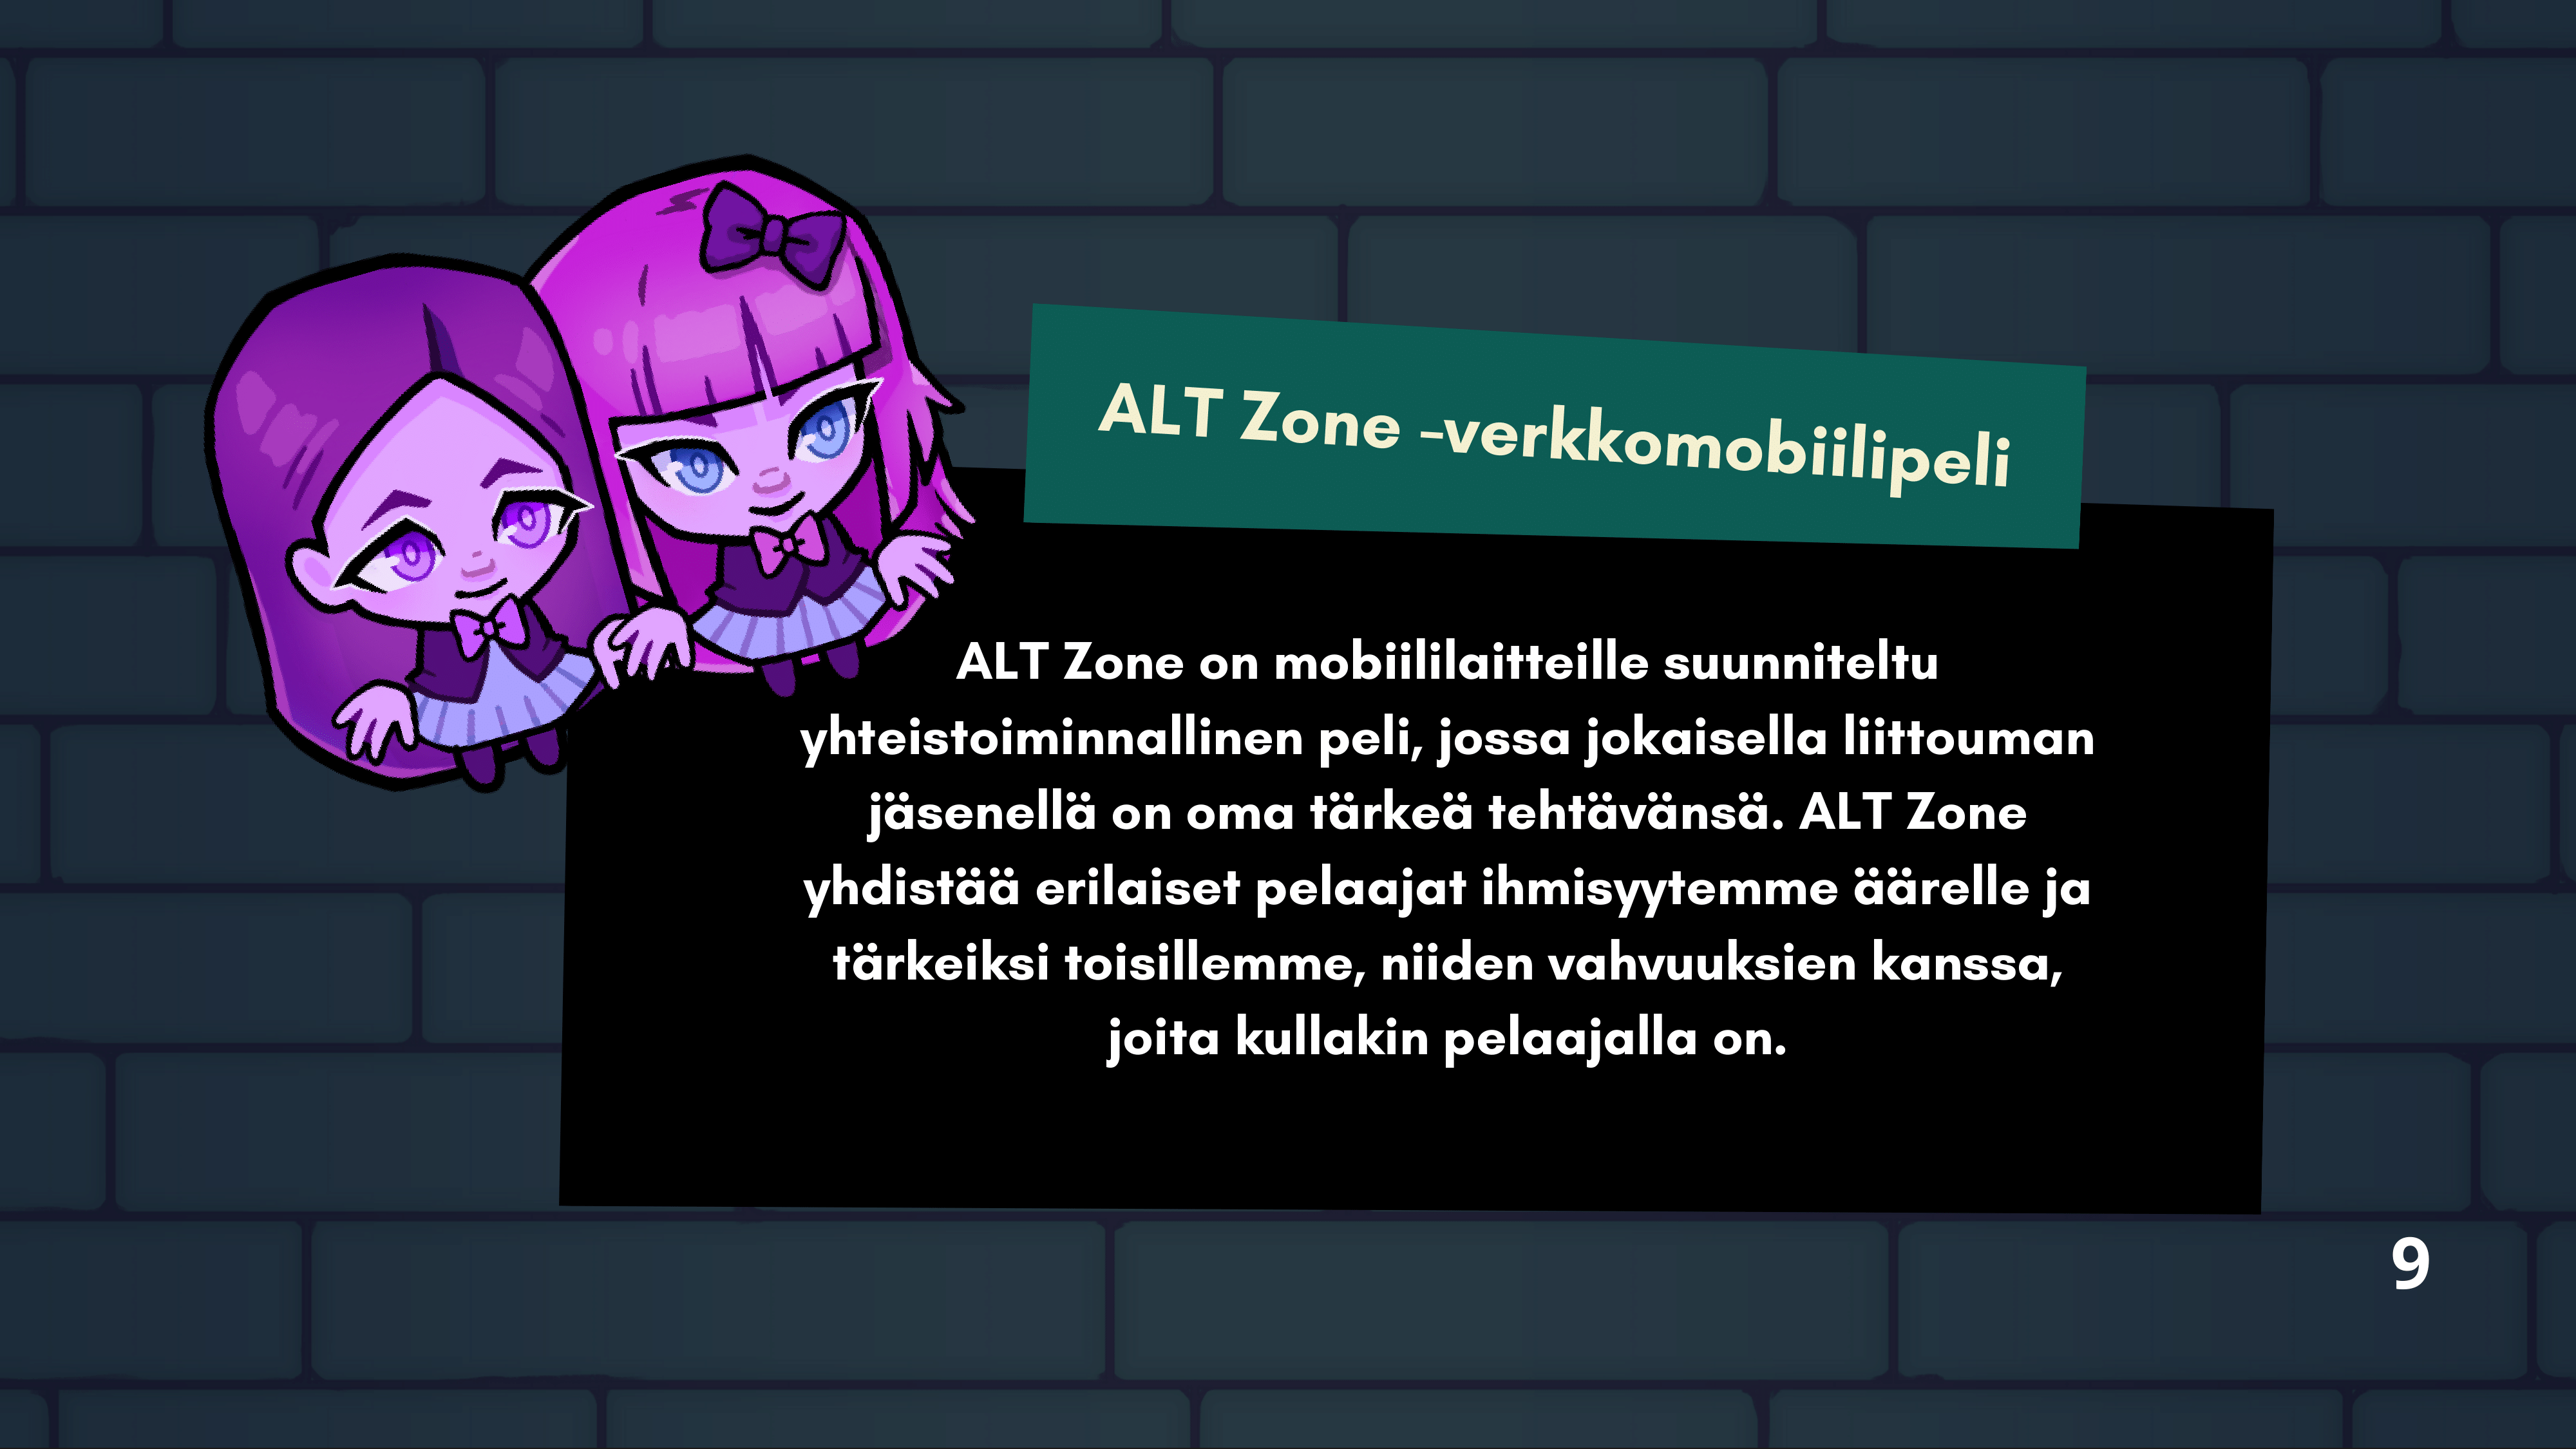 ALT Zone –verkkomobiilipeli
ALT Zone on mobiililaitteille suunniteltu
yhteistoiminnallinen peli, jossa jokaisella liittouman
jäsenellä on oma tärkeä tehtävänsä. ALT Zone
yhdistää erilaiset pelaajat ihmisyytemme äärelle ja
tärkeiksi toisillemme, niiden vahvuuksien kanssa,
joita kullakin pelaajalla on.
9